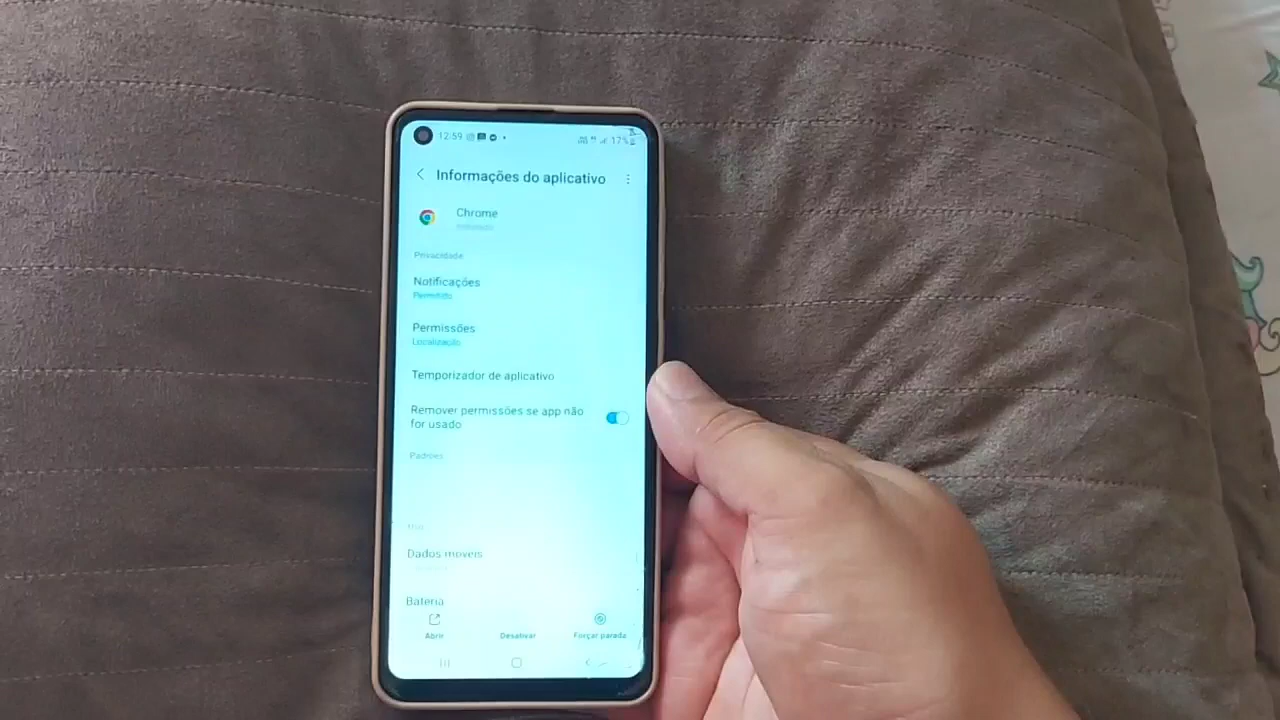 12:59 17%
Informações do aplicativo
Chrome
Privacidade
Notificações
Permitido
Permissões
Localização
Temporizador de aplicativo
Remover permissões se app não
for usado
Padrões
Dados móveis
Bateria
Abrir Desativar Forçar parada